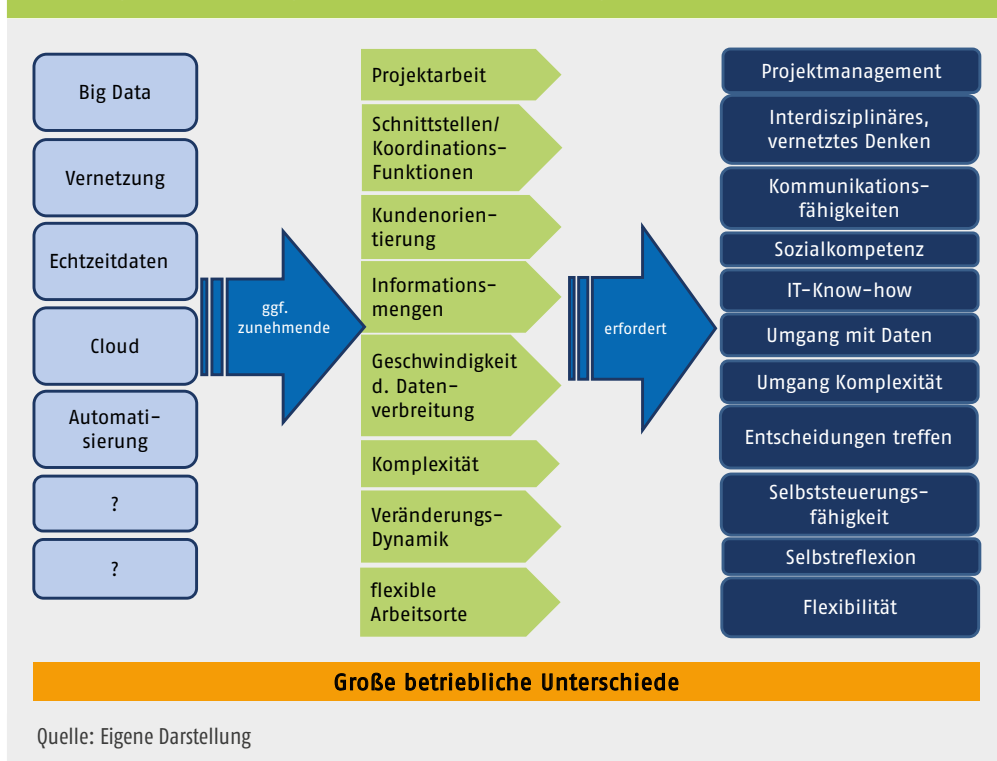 Big Data
Vernetzung
Echtzeitdaten
Cloud
Automati-
sierung
?
?
ggf.
zunehmende
Projektarbeit
Schnittstellen/
Koordinations-
Funktionen
Kundenorien-
tierung
Informations-
mengen
Geschwindigkeit
d. Daten-
verbreitung
Komplexität
Veränderungs-
Dynamik
flexible
Arbeitsorte
erfordert
Projektmanagement
Interdisziplinäres,
vernetztes Denken
Kommunikations-
fähigkeiten
Sozialkompetenz
IT-Know-how
Umgang mit Daten
Umgang Komplexität
Entscheidungen treffen
Selbststeuerungs-
fähigkeit
Selbstreflexion
Flexibilität
Große betriebliche Unterschiede
Quelle: Eigene Darstellung